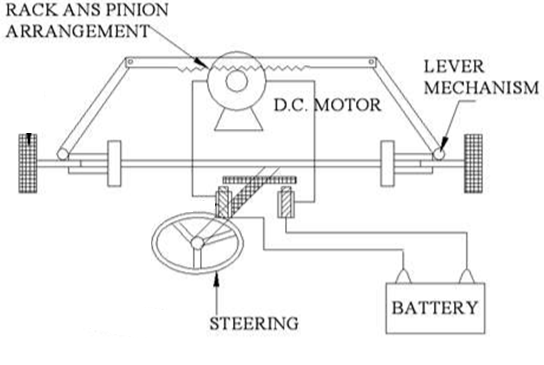 RACK ANS PINION
ARRANGEMENT
LEVER
MECHANISM
D.C. MOTOR
BATTERY
STEERING